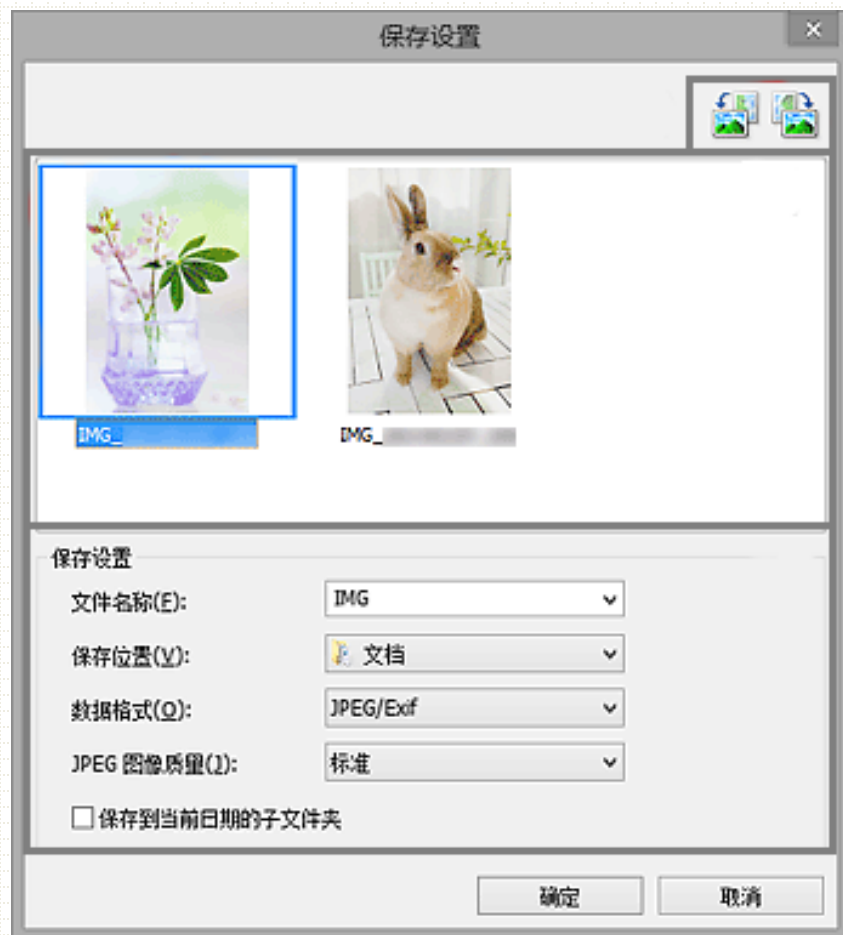 保存设置
IMG_
IMG_
保存设置
文件名称(F):
IMG
保存位置(V):
文档
数据格式(O):
JPEG/Exif
JPEG 图像质量(J):
标准
保存到当前日期的子文件夹
确定
取消